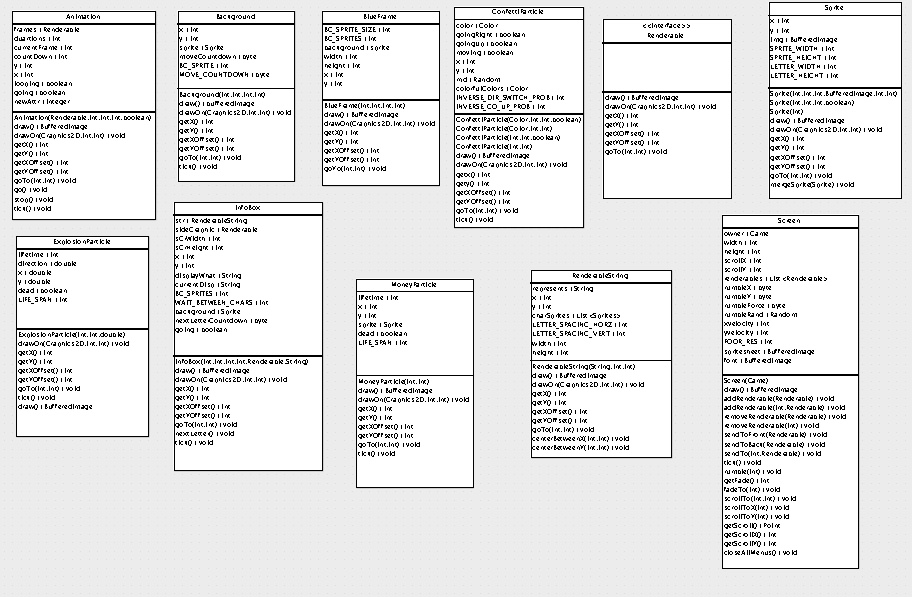 Animation
frames : Renderable
duartions : int
currentFrame : int
countDown : int
y : int
x : int
looping : boolean
going : boolean
newAttr : Integer
Animation(Renderable,int,int,int,boolean)
draw() : BufferedImage
drawOn(Graphics2D,int,int) : void
getX() : int
getY() : int
getXOffset() : int
getYOffset() : int
goTo(int,int) : void
go() : void
stop() : void
tick() : void
Background
x : int
y : int
sprite : Sprite
moveCountdown : byte
BG_SPRITE : int
MOVE_COUNTDOWN : byte
Background(int,int,int,int)
draw() : BufferedImage
drawOn(Graphics2D,int,int) : void
getX() : int
getY() : int
getXOffset() : int
getYOffset() : int
goTo(int,int) : void
tick() : void
BlueFrame
BG_SPRITE_SIZE : int
BG_SPRITES : int
background : sprite
width : int
height : int
x : int
y : int
BlueFrame(int,int,int,int)
draw() : BufferedImage
drawOn(Graphics2D,int,int) : void
getX() : int
getY() : int
getXOffset() : int
getYOffset() : int
goTo(int,int) : void
ConfettiParticle
color : Color
goingRight : boolean
goingUp : boolean
moving : boolean
x : int
y : int
rnd : Random
colorfulColors : Color
INVERSE_DIR_SWITCH_PROB : int
INVERSE_GO_UP_PROB : int
ConfettiParticle(Color,int,int,boolean)
ConfettiParticle(Color,int,int)
ConfettiParticle(int,int,boolean)
ConfettiParticle(int,int)
draw() : BufferedImage
drawOn(Graphics2D,int,int) : void
getX() : int
getY() : int
getXOffset() : int
getYOffset() : int
goTo(int,int) : void
tick() : void
<<interface>>
Renderable
draw() : BufferedImage
drawOn(Graphics2D,int,int) : void
getX() : int
getY() : int
getXOffset() : int
getYOffset() : int
goTo(int,int) : void
Sprite
x : int
y : int
img : BufferedImage
SPRITE_WIDTH : int
SPRITE_HEIGHT : int
LETTER_WIDTH : int
LETTER_HEIGHT : int
Sprite(int,int,int,BufferedImage,int,int)
Sprite(int,int,int,boolean)
Sprite(int)
draw() : BufferedImage
drawOn(Graphics2D,int,int) : void
getX() : int
getY() : int
getXOffset() : int
getYOffset() : int
goTo(int,int) : void
mergeSprite(Sprite) : void
ExplosionParticle
lifetime : int
direction : double
x : double
y : double
dead : boolean
LIFE_SPAN : int
ExplosionParticle(int,int,double)
drawOn(Graphics2D,int,int) : void
getX() : int
getY() : int
getXOffset() : int
getYOffset() : int
goTo(int,int) : void
tick() : void
draw() : BufferedImage
InfoBox
str : RenderableString
sideGraphic : Renderable
sGWidth : int
sGHeight : int
x : int
y : int
displayWhat : String
currentDisp : String
BG_SPRITES : int
WAIT_BETWEEN_CHARS : int
background : Sprite
nextLetterCountdown : byte
going : boolean
InfoBox(int,int,int,int,Renderable,String)
draw() : BufferedImage
drawOn(Graphics2D,int,int) : void
getX() : int
getY() : int
getXOffset() : int
getYOffset() : int
goTo(int,int) : void
nextLetter() : void
tick() : void
MoneyParticle
lifetime : int
x : int
y : int
sprite : Sprite
dead : boolean
LIFE_SPAN : int
MoneyParticle(int,int)
draw() : BufferedImage
drawOn(Graphics2D,int,int) : void
getX() : int
getY() : int
getXOffset() : int
getYOffset() : int
goTo(int,int) : void
tick() : void
RenderableString
represents : String
x : int
y : int
charSprites : List<Sprites>
LETTER_SPACING_HORZ : int
LETTER_SPACING_VERT : int
width : int
height : int
RenderableString(String,int,int)
draw() : BufferedImage
drawOn(Graphics2D,int,int) : void
getX() : int
getY() : int
getXOffset() : int
getYOffset() : int
goTo(int,int) : void
centerBetweenX(int,int) : void
centerBetweenY(int,int) : void
Screen
owner : Game
width : int
height : int
scrollX : int
scrollY : int
renderables : List<Renderable>
rumbleX : byte
rumbleY : byte
rumbleForce : byte
rumbleRand : Random
xvelocity : int
yvelocity : int
POOR_RES : int
spritesheet : BufferedImage
font : BufferedImage
Screen(Game)
draw() : BufferedImage
addRenderable(Renderable) : void
addRenderable(int,Renderable) : void
removeRenderable(Renderable) : void
removeRenderable(int) : void
sendToFront(Renderable) : void
sendToBack(Renderable) : void
sendTo(int,Renderable) : void
tick() : void
rumble(int) : void
getFade() : int
fadeTo(int) : void
scrollTo(int,int) : void
scrollToX(int) : void
scrollToY(int) : void
getScroll() : Point
getScrollX() : int
getScrollY() : int
closeAllMenus() : void